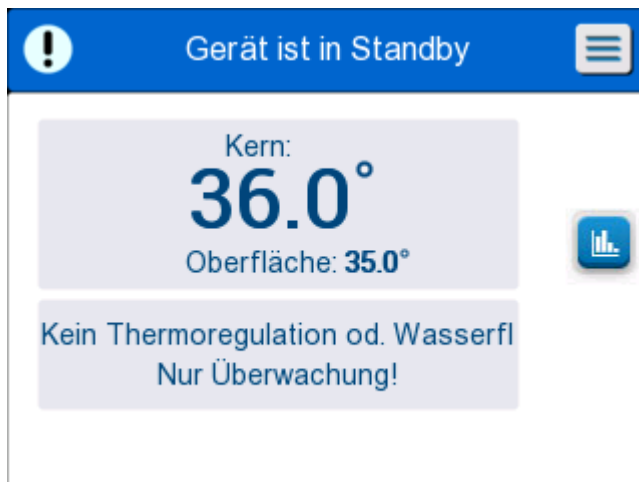 Gerät ist in Standby
Kern:
36.0°
Oberfläche: 35.0°
Kein Thermoregulation od. Wasserfl
Nur Überwachung!